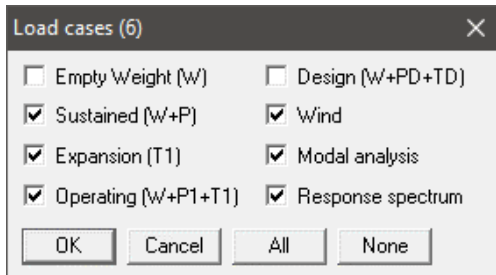 Load cases (6)
Empty Weight (W) Design (W+PD+TD)
Sustained (W+P) Wind
Expansion (T1) Modal analysis
Operating (W+P1+T1) Response spectrum
OK Cancel All None